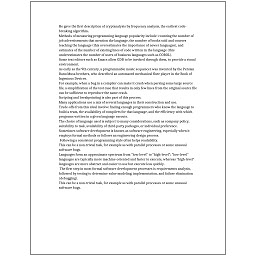 He gave the first description of cryptanalysis by frequency analysis, the earliest code-
breaking algorithm.
Methods of measuring programming language popularity include: counting the number of
job advertisements that mention the language, the number of books sold and courses
teaching the language (this overestimates the importance of newer languages), and
estimates of the number of existing lines of code written in the language (this
underestimates the number of users of business languages such as COBOL).
Some text editors such as Emacs allow GDB to be invoked through them, to provide a visual
environment.
As early as the 9th century, a programmable music sequencer was invented by the Persian
Banu Musa brothers, who described an automated mechanical flute player in the Book of
Ingenious Devices.
For example, when a bug in a compiler can make it crash when parsing some large source
file, a simplification of the test case that results in only few lines from the original source file
can be sufficient to reproduce the same crash.
Scripting and breakpointing is also part of this process.
Many applications use a mix of several languages in their construction and use.
Trade-offs from this ideal involve finding enough programmers who know the language to
build a team, the availability of compilers for that language, and the efficiency with which
programs written in a given language execute.
The choice of language used is subject to many considerations, such as company policy,
suitability to task, availability of third-party packages, or individual preference.
Sometimes software development is known as software engineering, especially when it
employs formal methods or follows an engineering design process.
Following a consistent programming style often helps readability.
This can be a non-trivial task, for example as with parallel processes or some unusual
software bugs.
Languages form an approximate spectrum from "low-level" to "high-level"; "low-level"
languages are typically more machine-oriented and faster to execute, whereas "high-level"
languages are more abstract and easier to use but execute less quickly.
The first step in most formal software development processes is requirements analysis,
followed by testing to determine value modeling, implementation, and failure elimination
(debugging).
This can be a non-trivial task, for example as with parallel processes or some unusual
software bugs.